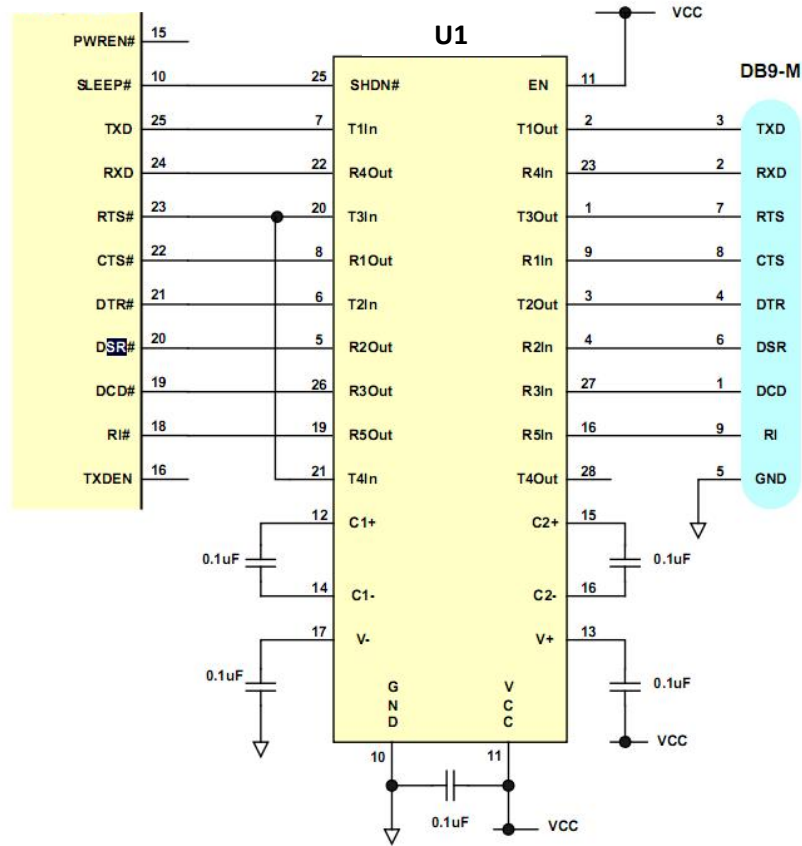 U1
VCC
DB9-M
PWREN# 15
SLEEP# 10 25 SHDN# EN 11
TXD 25 7 T1In T1Out 2 3 TXD
RXD 24 22 R4Out R4In 23 2 RXD
RTS# 23 20 T3In T3Out 1 7 RTS
CTS# 22 8 R1Out R1In 9 8 CTS
DTR# 21 6 T2In T2Out 3 4 DTR
DSR# 20 5 R2Out R2In 4 6 DSR
DCD# 19 26 R3Out R3In 27 1 DCD
RI# 18 19 R5Out R5In 16 9 RI
TXDEN 16 21 T4In T4Out 28 5 GND
12 C1+ C2+ 15
0.1uF 0.1uF
14 C1- C2- 16
17 V- V+ 13
0.1uF 0.1uF
GND VCC
VCC
10 11
0.1uF VCC